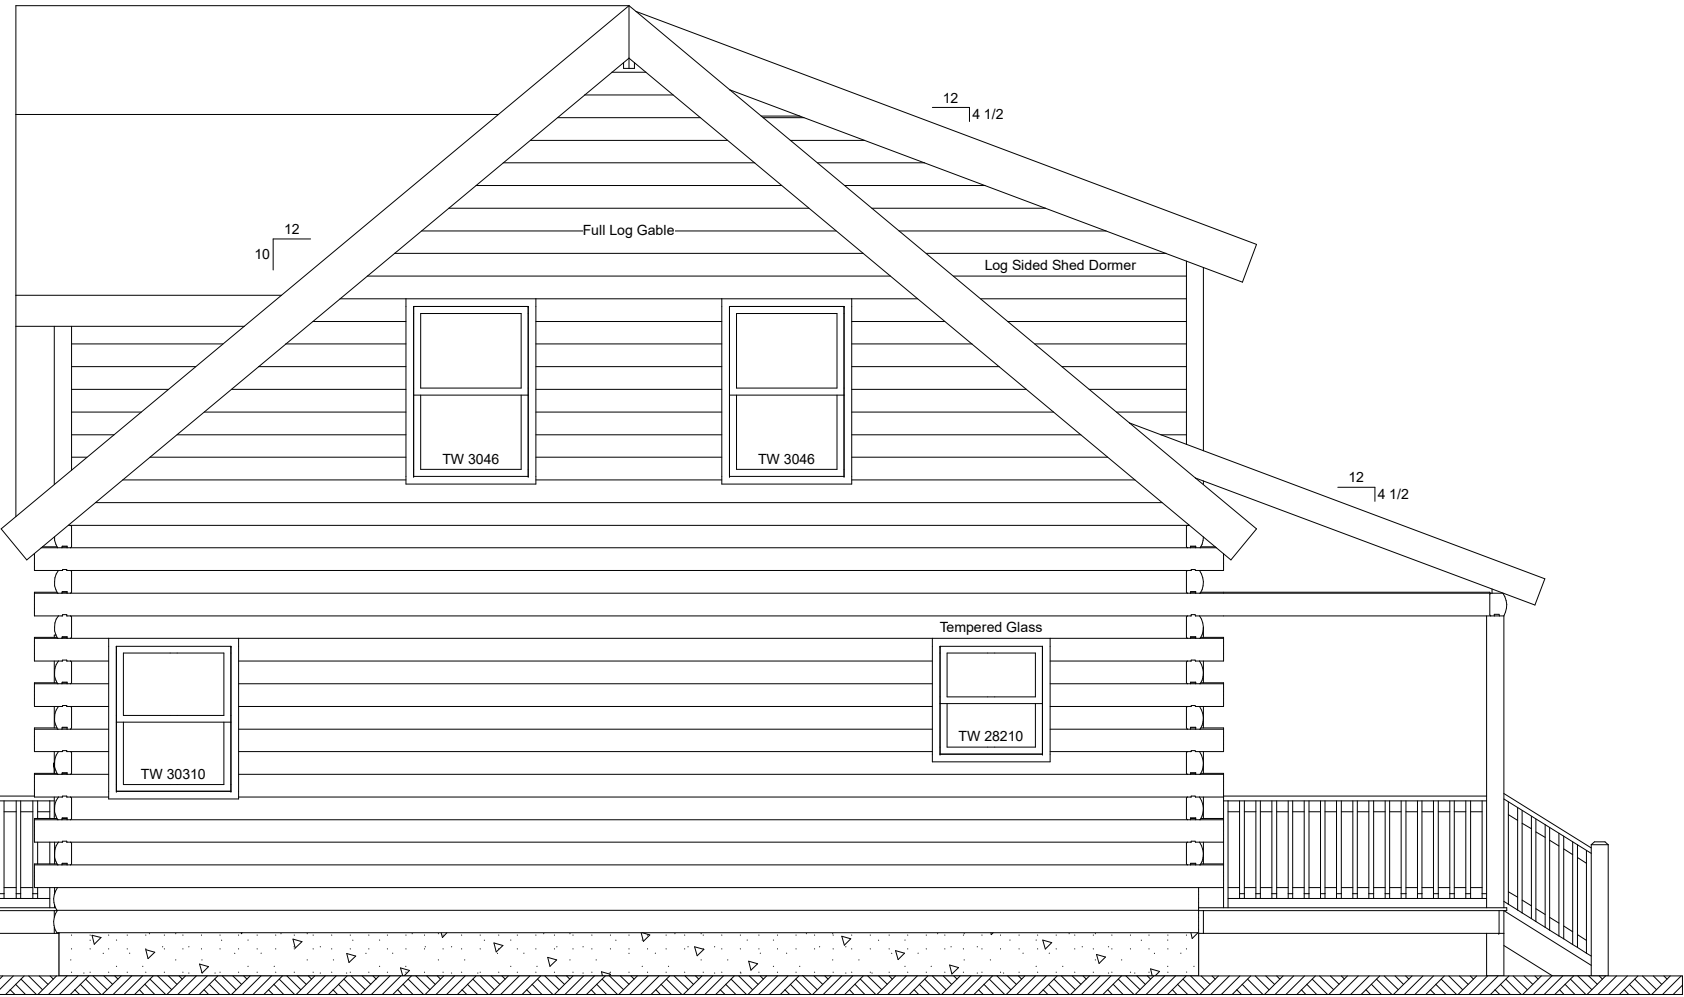 12
4 1/2
12
10
Full Log Gable
Log Sided Shed Dormer
TW 3046
TW 3046
12
4 1/2
Tempered Glass
TW 28210
TW 30310